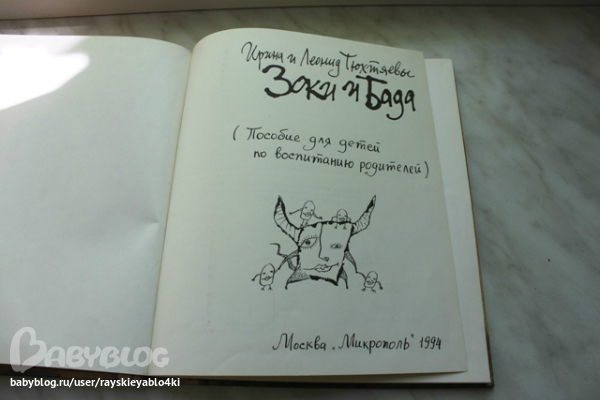 Ирина и Леонид Тюхтяевы
Зоки и Бада
(Пособие для детей
по воспитанию родителей)
Москва „Микрополь" 1994
BABYBLOG
babyblog.ru/user/rayskieyablo4ki